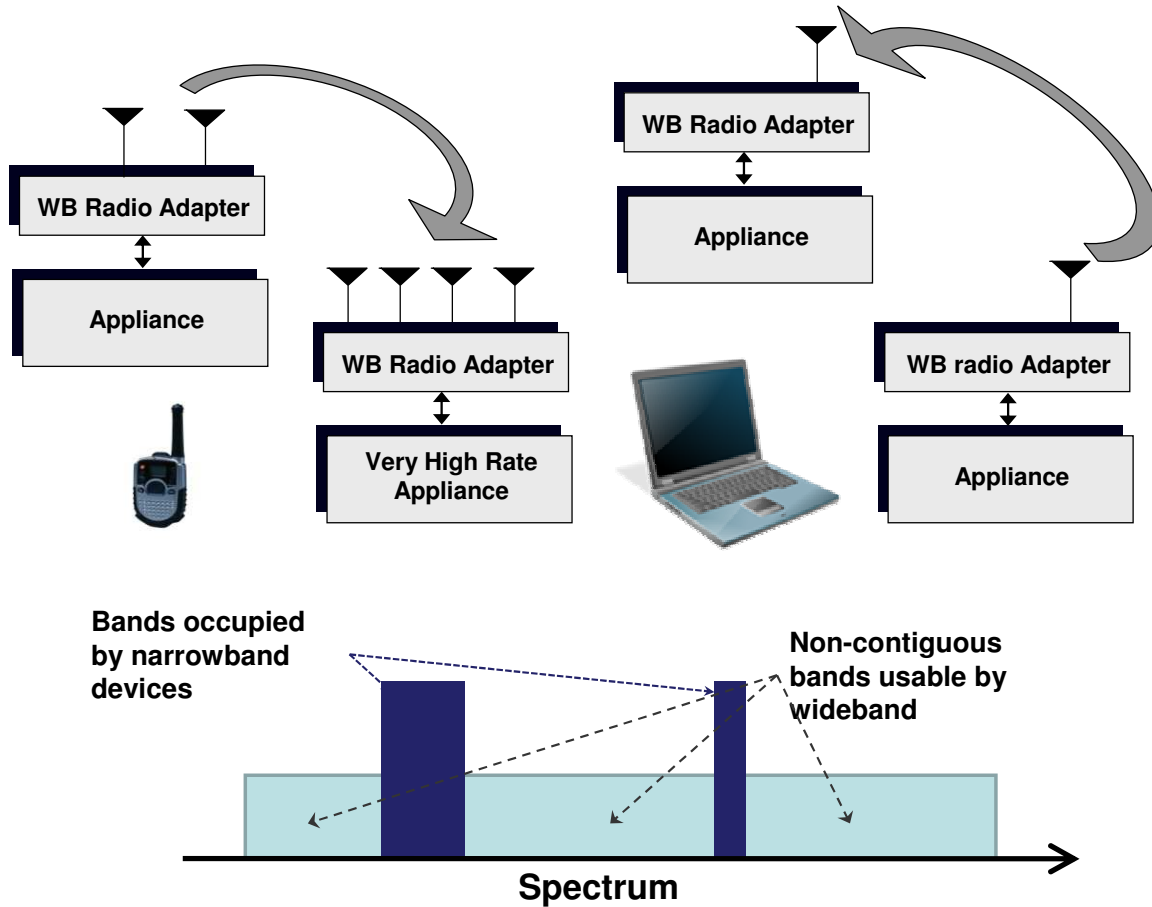 WB Radio Adapter
Appliance
WB Radio Adapter
Very High Rate
Appliance
WB Radio Adapter
Appliance
WB radio Adapter
Appliance
Bands occupied
by narrowband
devices
Non-contiguous
bands usable by
wideband
Spectrum